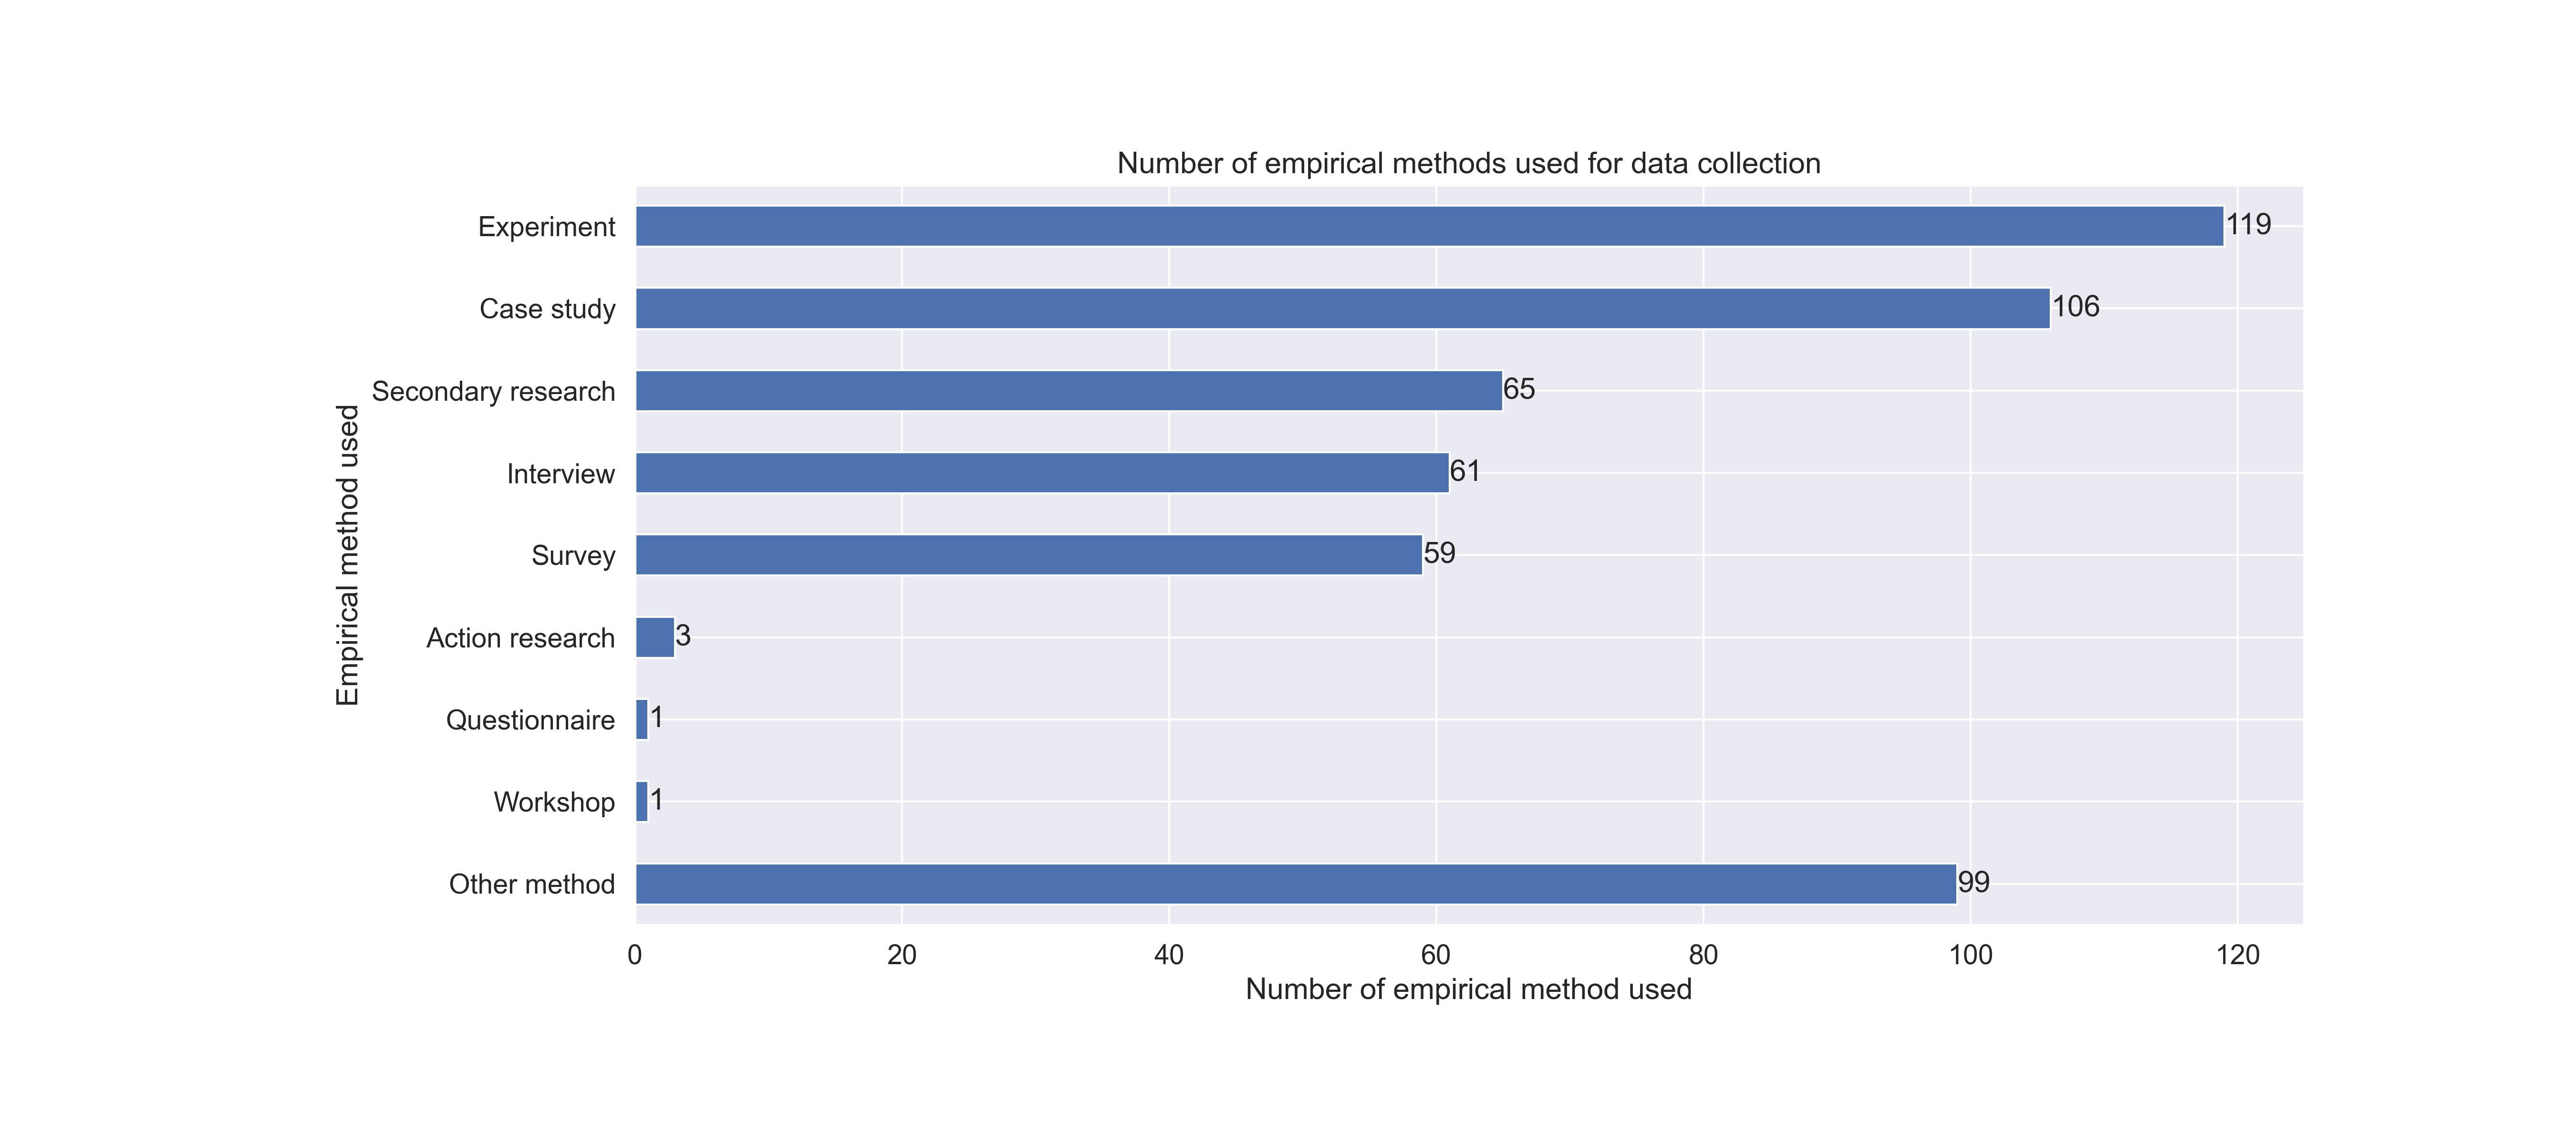 Number of empirical methods used for data collection
Empirical method used
Experiment 119
Case study 106
Secondary research 65
Interview 61
Survey 59
Action research 3
Questionnaire 1
Workshop 1
Other method 99
0 20 40 60 80 100 120
Number of empirical method used